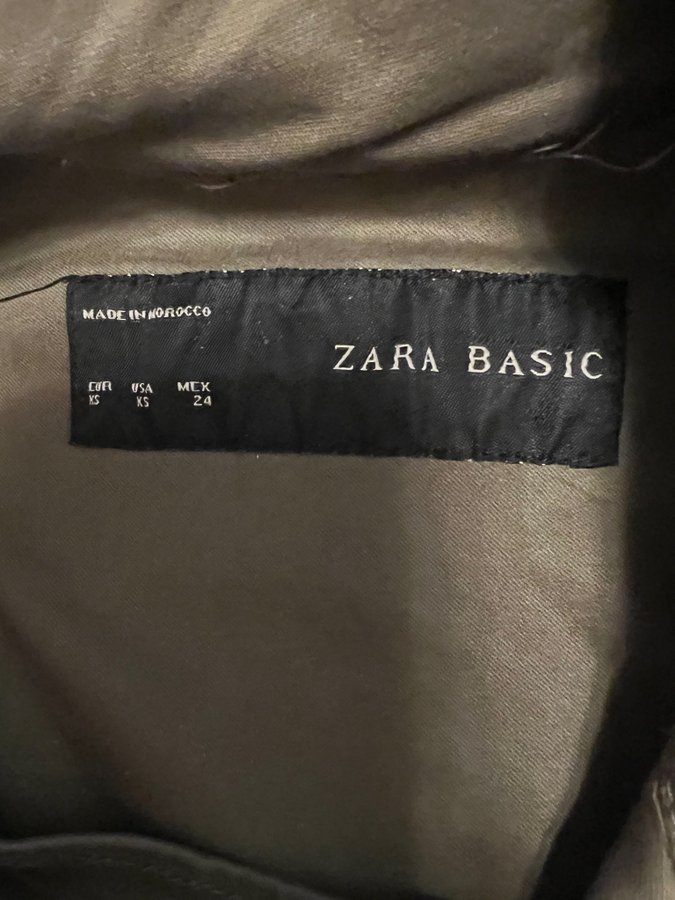 MADE IN MOROCCO
ZARA BASIC
EUR USA MEX
XS XS 24